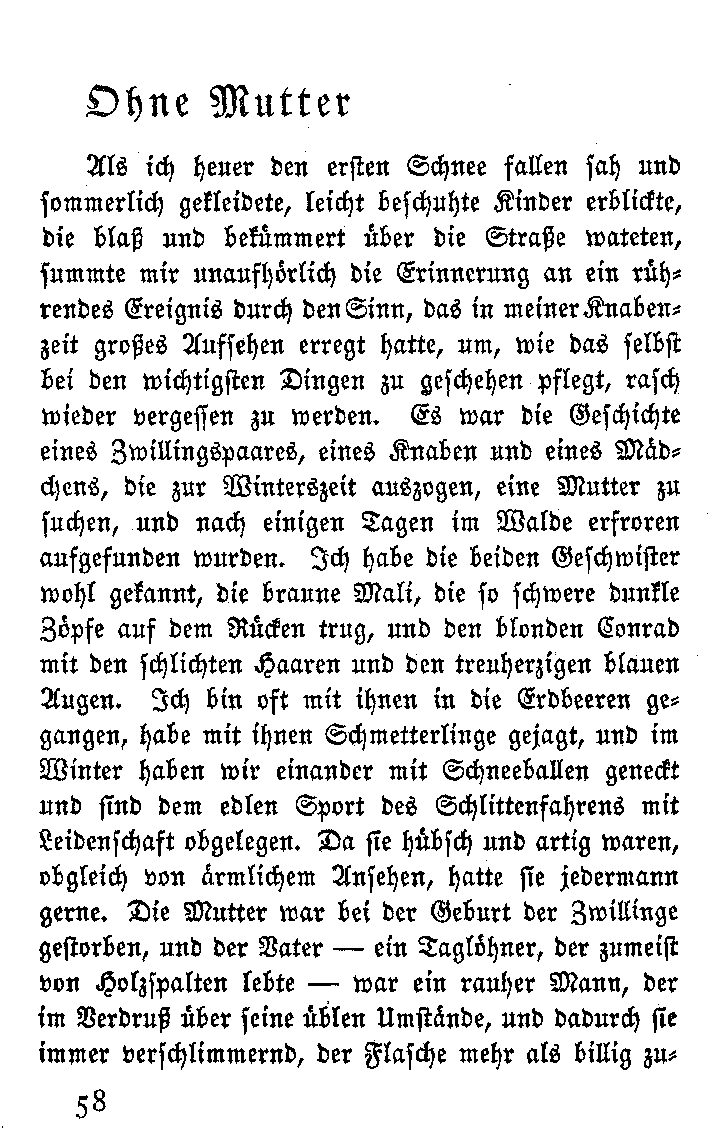 Ohne Mutter
Als ich heuer den ersten Schnee fallen sah und
sommerlich gekleidete, leicht beschuhte Kinder erblickte,
die blaß und bekümmert über die Straße wateten,
summte mir unaufhörlich die Erinnerung an ein rüh-
rendes Ereignis durch den Sinn, das in meiner Knaben-
zeit großes Aufsehen erregt hatte, um, wie das selbst
bei den wichtigsten Dingen zu geschehen pflegt, rasch
wieder vergessen zu werden. Es war die Geschichte
eines Zwillingspaares, eines Knaben und eines Mäd-
chens, die zur Winterszeit auszogen, eine Mutter zu
suchen, und nach einigen Tagen im Walde erfroren
aufgefunden wurden. Ich habe die beiden Geschwister
wohl gekannt, die braune Mali, die so schwere dunkle
Zöpfe auf dem Rücken trug, und den blonden Conrad
mit den schlichten Haaren und den treuherzigen blauen
Augen. Ich bin oft mit ihnen in die Erdbeeren ge-
gangen, habe mit ihnen Schmetterlinge gejagt, und im
Winter haben wir einander mit Schneeballen geneckt
und sind dem edlen Sport des Schlittenfahrens mit
Leidenschaft obgelegen. Da sie hübsch und artig waren,
obgleich von ärmlichem Ansehen, hatte sie jedermann
gerne. Die Mutter war bei der Geburt der Zwillinge
gestorben, und der Vater — ein Taglöhner, der zumeist
von Holzspalten lebte — war ein rauher Mann, der
im Verdruß über seine üblen Umstände, und dadurch sie
immer verschlimmernd, der Flasche mehr als billig zu-
58